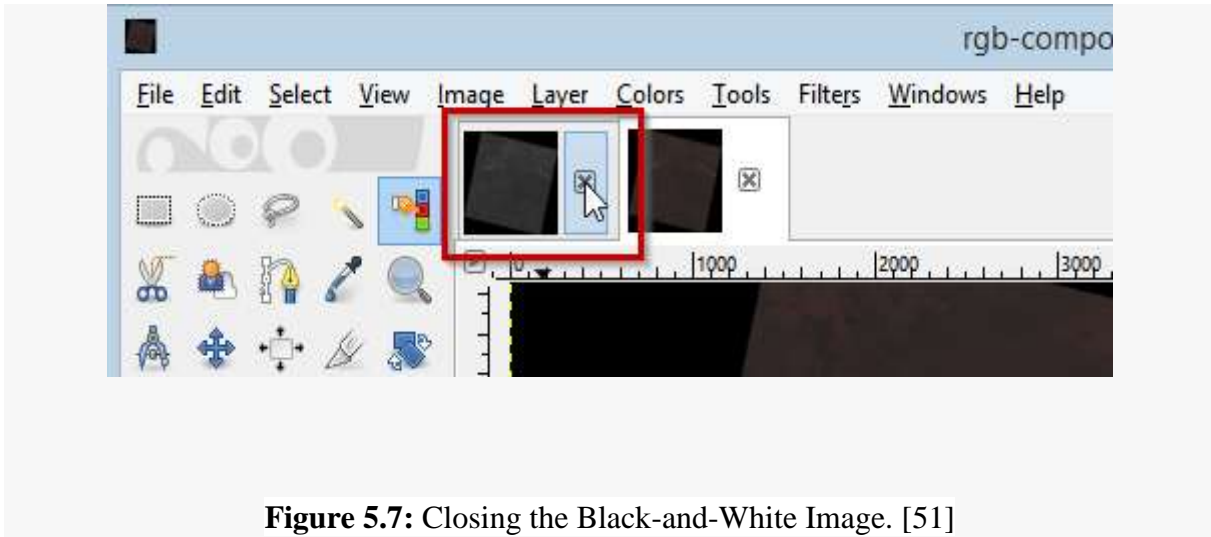 rgb-compo
File Edit Select View Image Layer Colors Tools Filters Windows Help
0 1000 2000 3000
Figure 5.7: Closing the Black-and-White Image. [51]